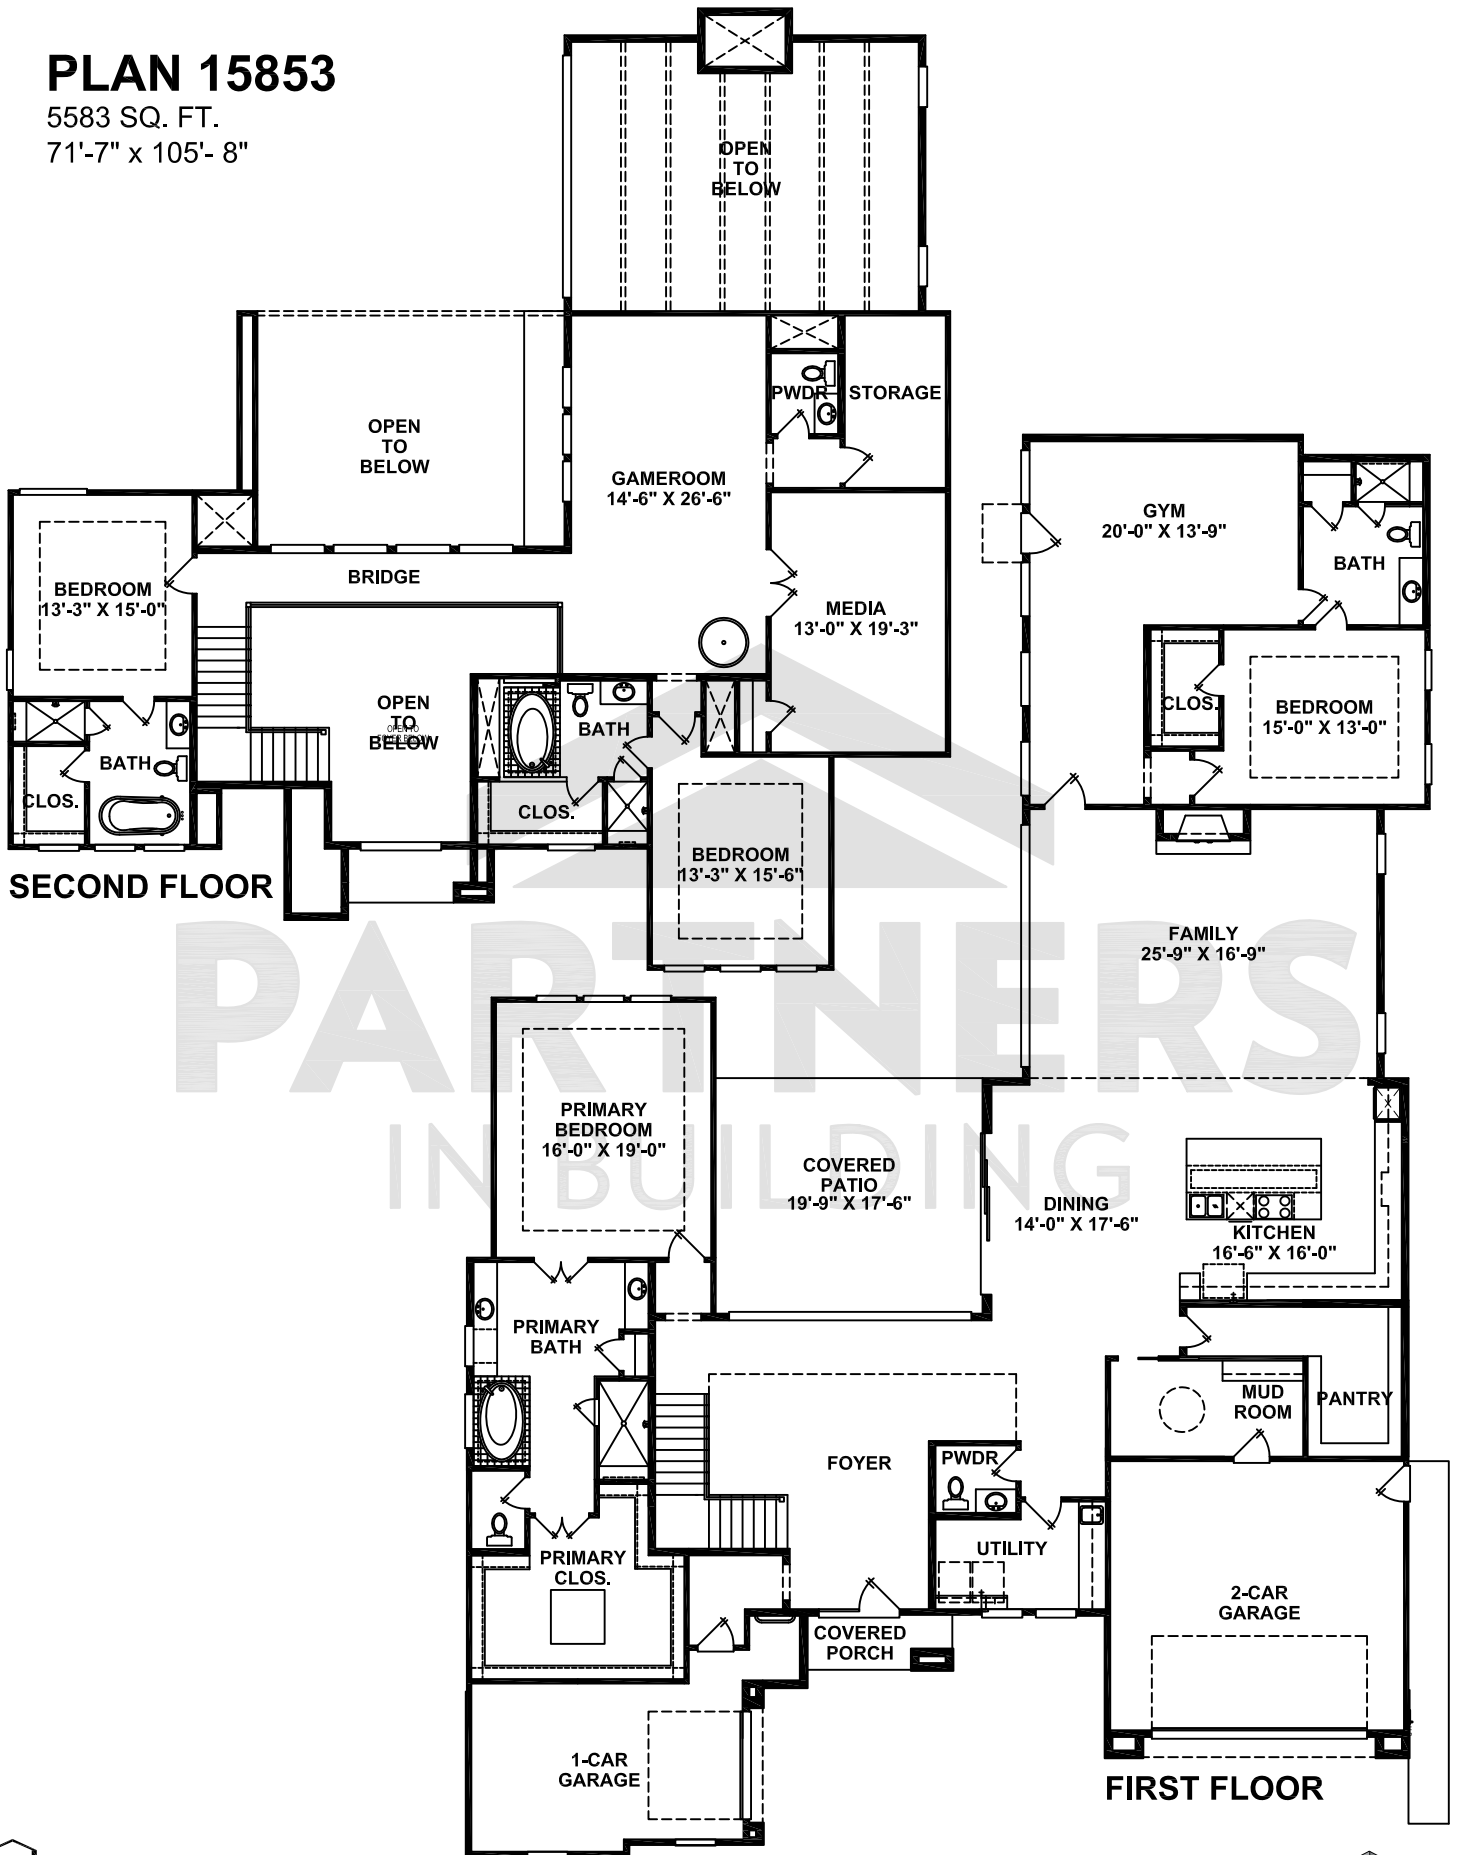 PLAN 15853
5583 SQ. FT.
71'-7" x 105'- 8"
OPEN
TO
BELOW
OPEN
TO
BELOW
PWDR
STORAGE
GAMEROOM
14'-6" X 26'-6"
BRIDGE
BEDROOM
13'-3" X 15'-0"
MEDIA
13'-0" X 19'-3"
OPEN
TO
BELOW
BATH
BATH
CLOS.
CLOS.
BEDROOM
13'-3" X 15'-6"
SECOND FLOOR
GYM
20'-0" X 13'-9"
BATH
CLOS.
BEDROOM
15'-0" X 13'-0"
FAMILY
25'-9" X 16'-9"
PARTNERS
IN BUILDING
PRIMARY
BEDROOM
16'-0" X 19'-0"
COVERED
PATIO
19'-9" X 17'-6"
DINING
14'-0" X 17'-6"
KITCHEN
16'-6" X 16'-0"
PRIMARY
BATH
MUD
ROOM
PANTRY
FOYER
PWDR
UTILITY
PRIMARY
CLOS.
COVERED
PORCH
2-CAR
GARAGE
1-CAR
GARAGE
FIRST FLOOR